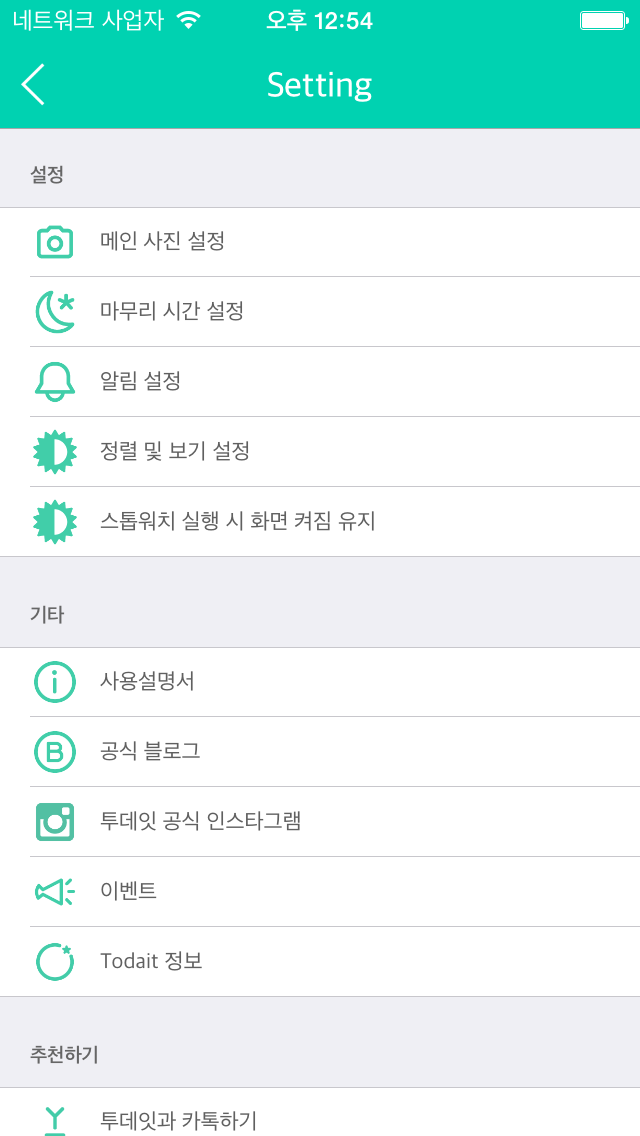 네트워크 사업자 오후 12:54
Setting
설정
메인 사진 설정
마무리 시간 설정
알림 설정
정렬 및 보기 설정
스톱워치 실행 시 화면 켜짐 유지
기타
사용설명서
공식 블로그
투데잇 공식 인스타그램
이벤트
Todait 정보
추천하기
투데잇과 카톡하기